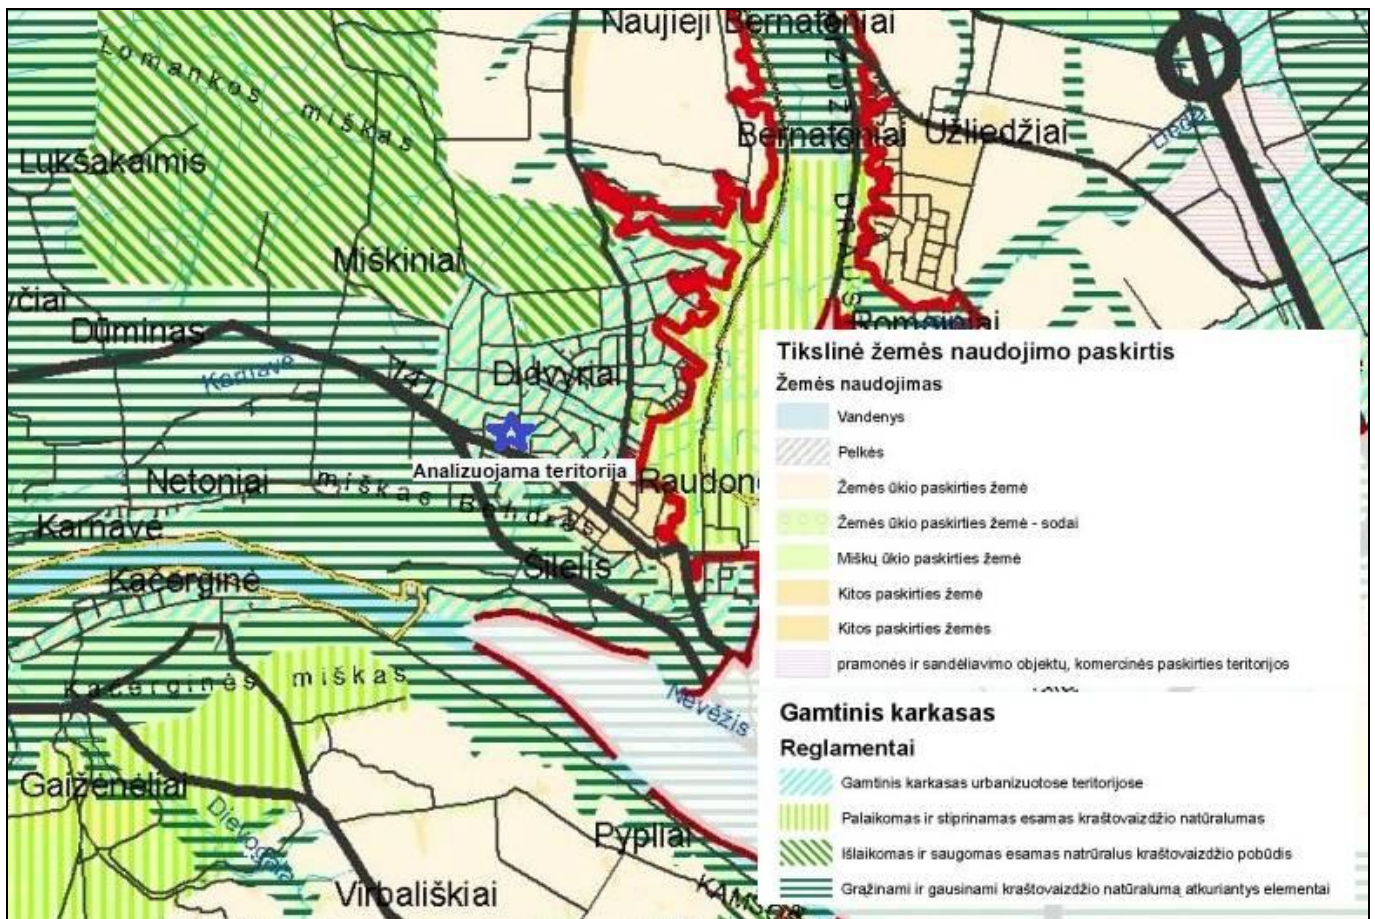 Naujieji Bernatoniai
Lomankos miškas
Bernatoniai
Užliedžiai
Liedas
Lukšakaimis
Miškiniai
Romainiai
Dūminas
Karnavė
141
Didvyriai
Analizuojama teritorija
Netoniai
miškas Bendras
Karnavė
Šilelis
Kačerginė
Kačerginės miškas
Nevėžis
Gaižėnėliai
Dievogala
Pypliai
Virbališkiai
Tikslinė žemės naudojimo paskirtis
Žemės naudojimas
Vandenys
Pelkės
Žemės ūkio paskirties žemė
Žemės ūkio paskirties žemė - sodai
Miškų ūkio paskirties žemė
Kitos paskirties žemė
Kitos paskirties žemės
pramonės ir sandėliavimo objektų, komercinės paskirties teritorijos
Gamtinis karkasas
Reglamentai
Gamtinis karkasas urbanizuotose teritorijose
Palaikomas ir stiprinamas esamas kraštovaizdžio natūralumas
Išlaikomas ir saugomas esamas natrūralus kraštovaizdžio pobūdis
Grąžinami ir gausinami kraštovaizdžio natūralumą atkuriantys elementai